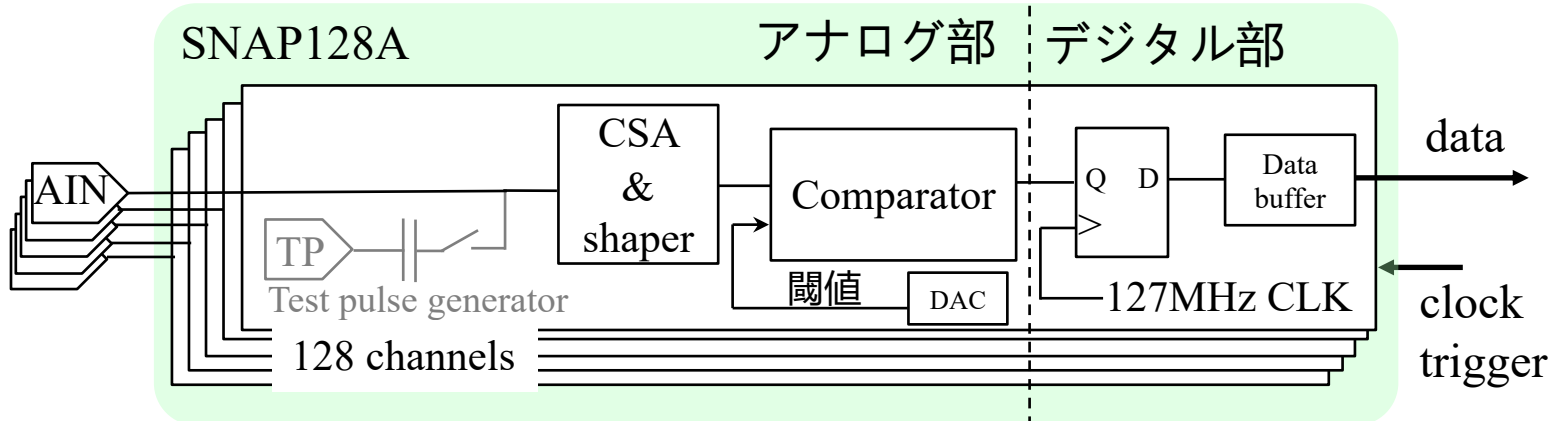 SNAP128A
アナログ部
デジタル部
AIN
TP
Test pulse generator
128 channels
CSA
&
shaper
Comparator
閾値
DAC
Q D
>
127MHz CLK
Data
buffer
data
clock
trigger